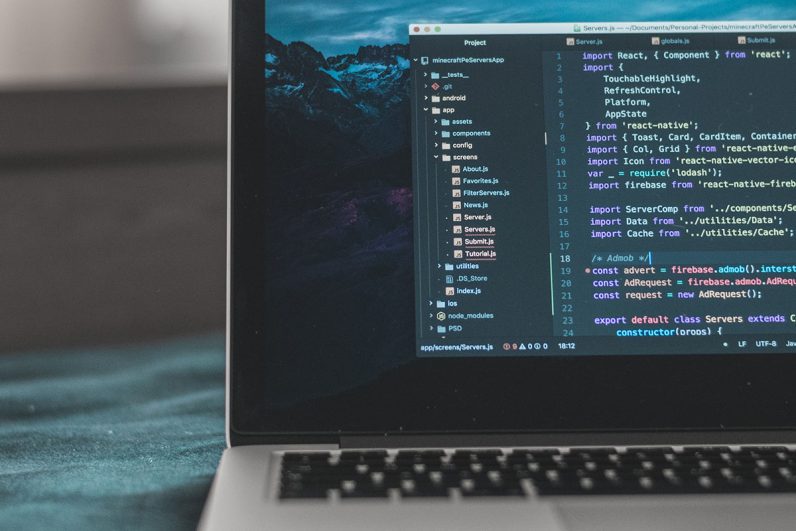 Servers.js — ~/Documents/Personal-Projects/minecraftPeServersA
Project
Server.js
globals.js
Submit.js
minecraftPeServersApp
__tests__
.git
android
app
assets
components
config
screens
About.js
Favorites.js
FilterServers.js
News.js
Server.js
Servers.js
Submit.js
Tutorial.js
utilities
.DS_Store
index.js
ios
node_modules
PSD
1 import React, { Component } from 'react';
2 import {
3 TouchableHighlight,
4 RefreshControl,
5 Platform,
6 AppState
7 } from 'react-native';
8 import { Toast, Card, CardItem, Container
9 import { Col, Grid } from 'react-native-e
10 import Icon from 'react-native-vector-ico
11 var _ = require('lodash');
12 import firebase from 'react-native-fireb
13
14 import ServerComp from '../components/Se
15 import Data from '../utilities/Data';
16 import Cache from '../utilities/Cache';
17
18 /* Admob */
19 const advert = firebase.admob().interst
20 const AdRequest = firebase.admob.AdRequ
21 const request = new AdRequest();
22
23 export default class Servers extends C
24 constructor(props) {
app/screens/Servers.js 9 0 0 18:12
LF UTF-8 Jav